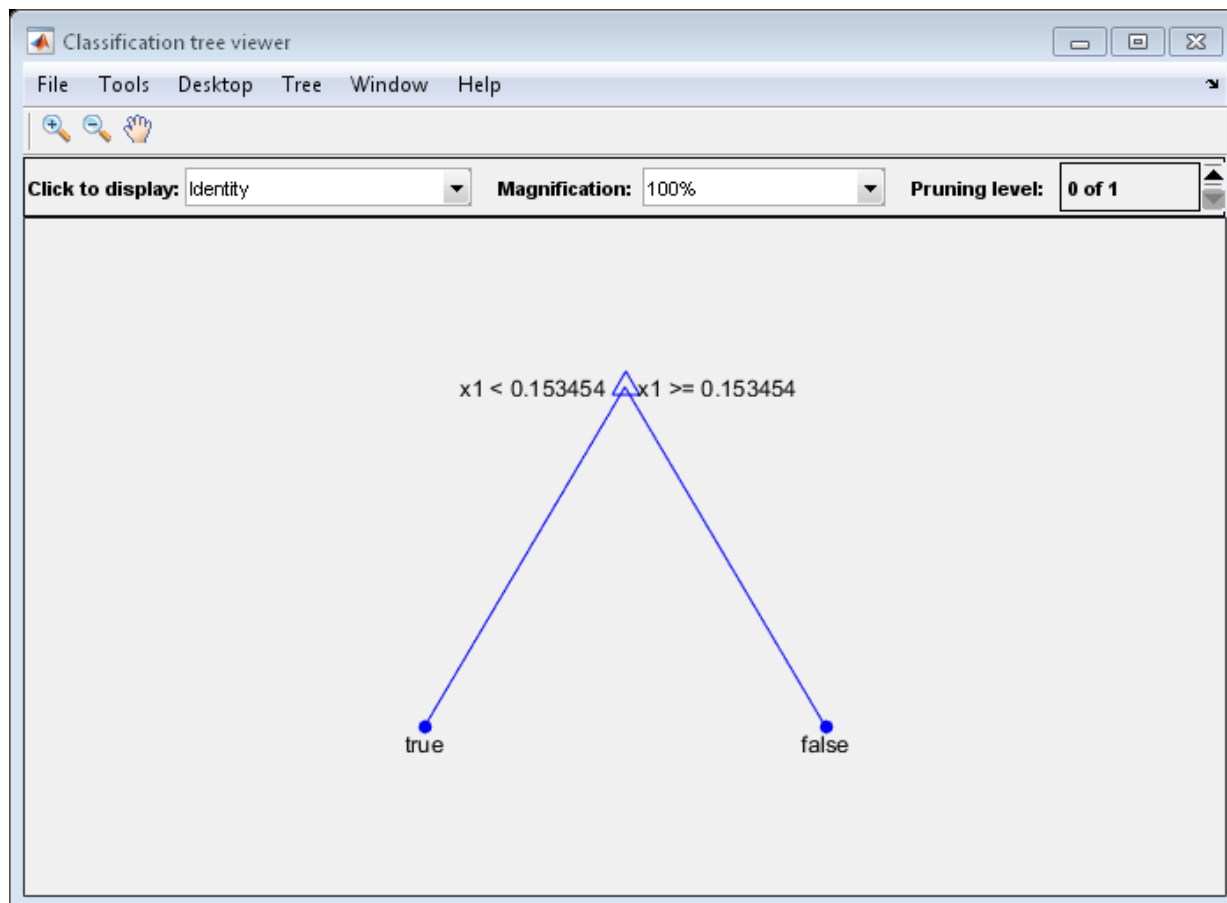 Classification tree viewer
File Tools Desktop Tree Window Help
Click to display: Identity Magnification: 100% Pruning level: 0 of 1
x1 < 0.153454 x1 >= 0.153454
true false